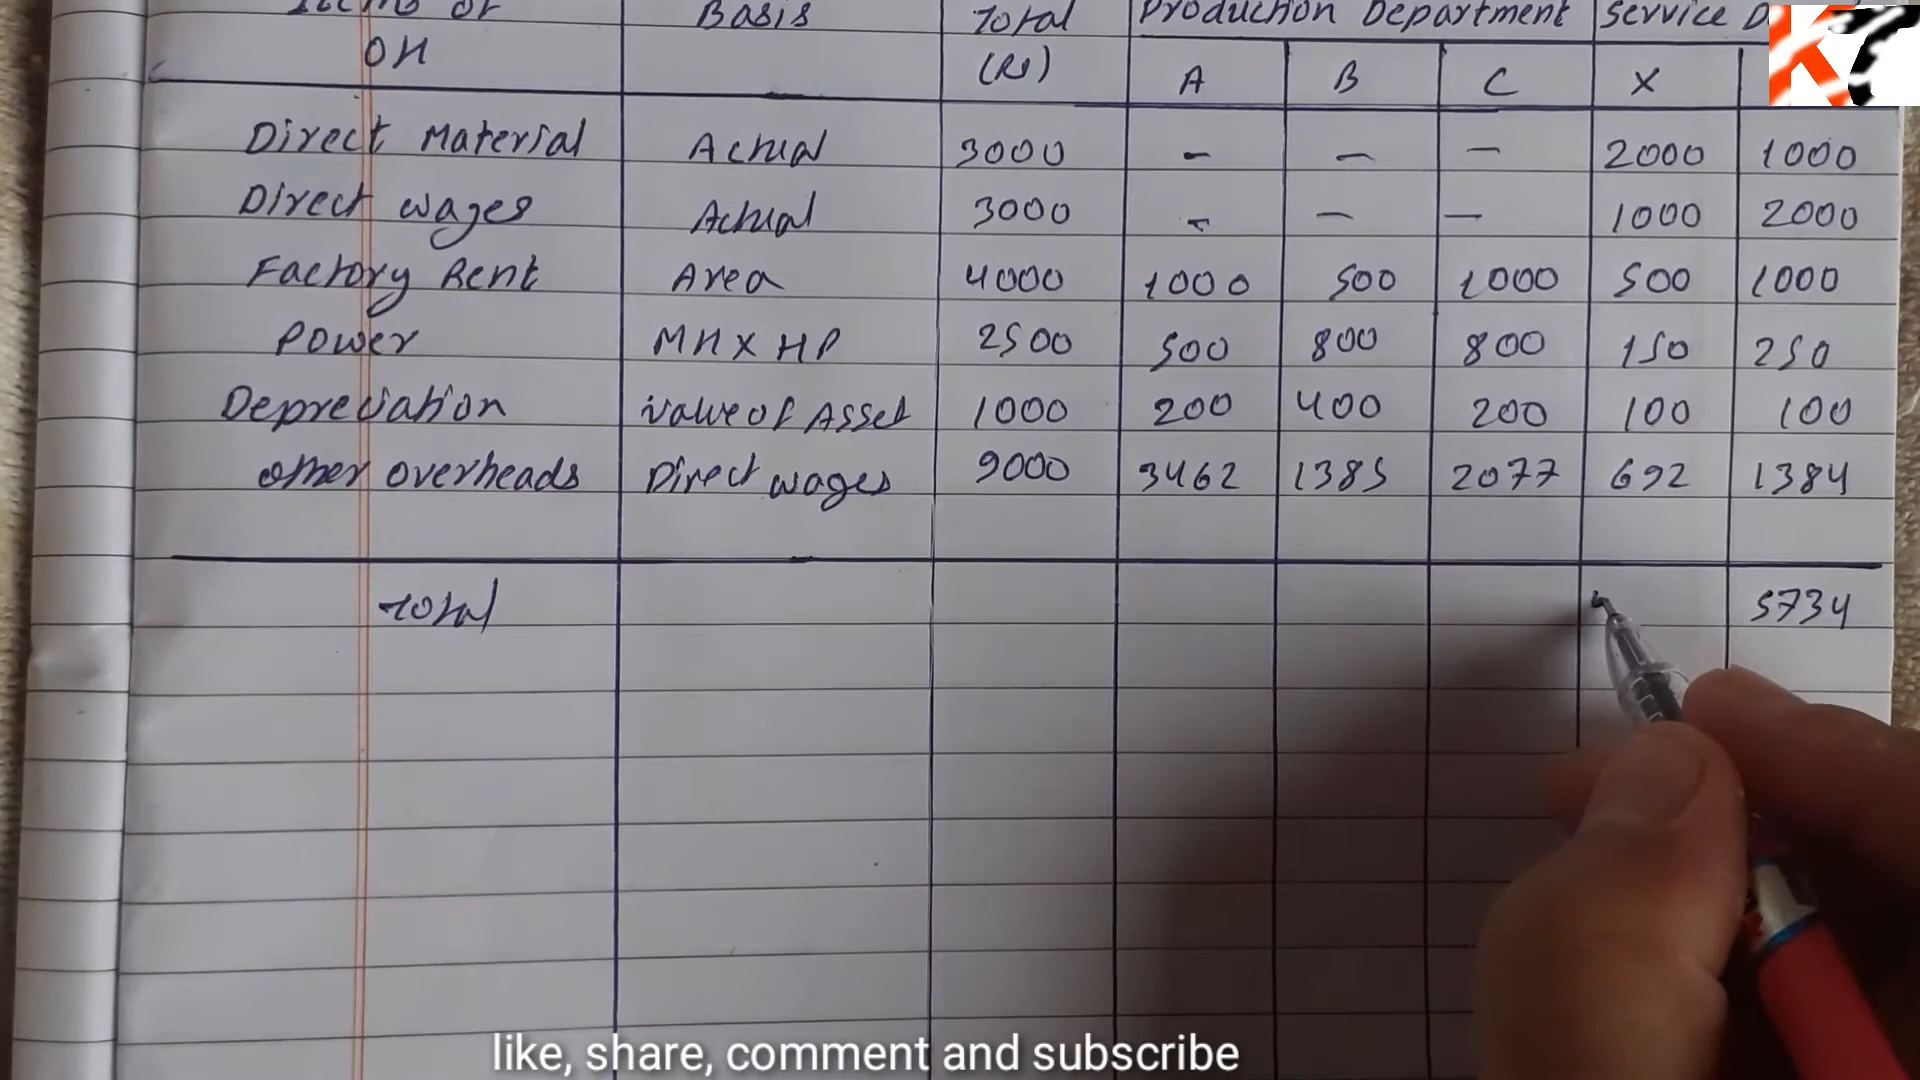 Items of Basis Total Production Department Service D
OH (Rs) A B C X
Direct Material Actual 3000 - - - 2000 1000
Direct wages Actual 3000 - - - 1000 2000
Factory Rent Area 4000 1000 500 1000 500 1000
Power MH X HP 2500 500 800 800 150 250
Depreciation value of Asset 1000 200 400 200 100 100
other overheads Direct wages 9000 3462 1385 2077 692 1384
Total 5734
like, share, comment and subscribe